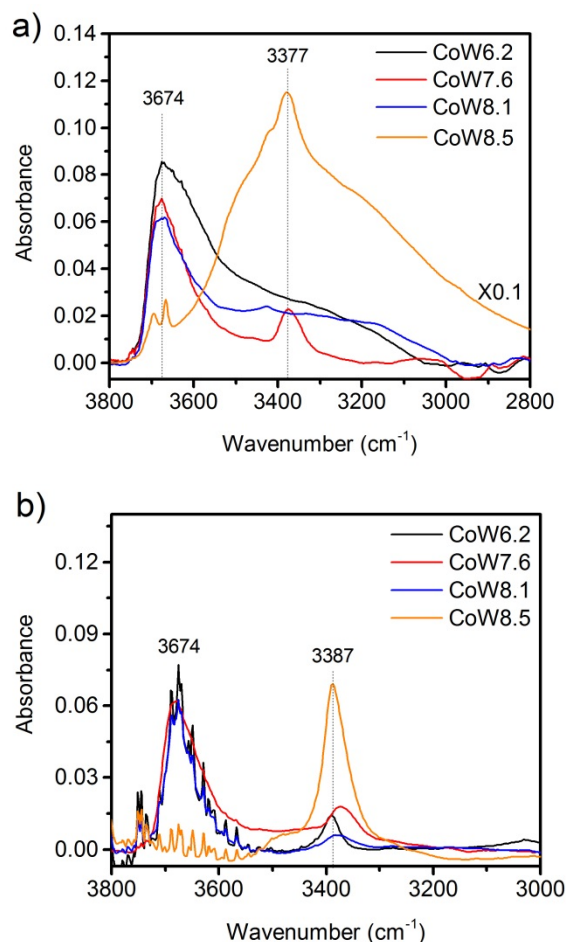 a)
0.14
0.12
0.10
0.08
0.06
0.04
0.02
0.00
Absorbance
3674
3377
CoW6.2
CoW7.6
CoW8.1
CoW8.5
X0.1
3800 3600 3400 3200 3000 2800
Wavenumber (cm⁻¹)
b)
0.12
0.09
0.06
0.03
0.00
Absorbance
3674
3387
CoW6.2
CoW7.6
CoW8.1
CoW8.5
3800 3600 3400 3200 3000
Wavenumber (cm⁻¹)